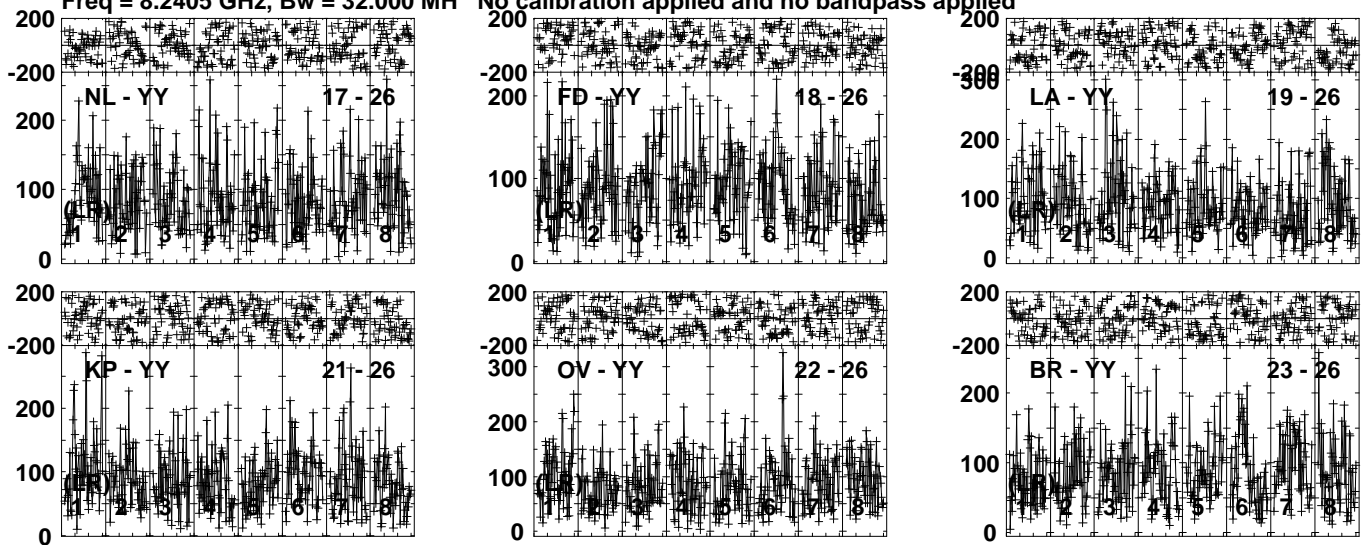 Freq = 8.2405 GHz, Bw = 32.000 MH No calibration applied and no bandpass applied
200
-200
NL - YY 17 - 26
200
100
0
(LR)
1 2 3 4 5 6 7 8
200
-200
FD - YY 18 - 26
200
100
0
(LR)
1 2 3 4 5 6 7 8
200
-200
300
LA - YY 19 - 26
200
100
0
(LR)
1 2 3 4 5 6 7 8
200
-200
KP - YY 21 - 26
200
100
0
(LR)
1 2 3 4 5 6 7 8
200
-200
OV - YY 22 - 26
300
200
100
0
(LR)
1 2 3 4 5 6 7 8
200
-200
BR - YY 23 - 26
200
100
0
(LR)
1 2 3 4 5 6 7 8